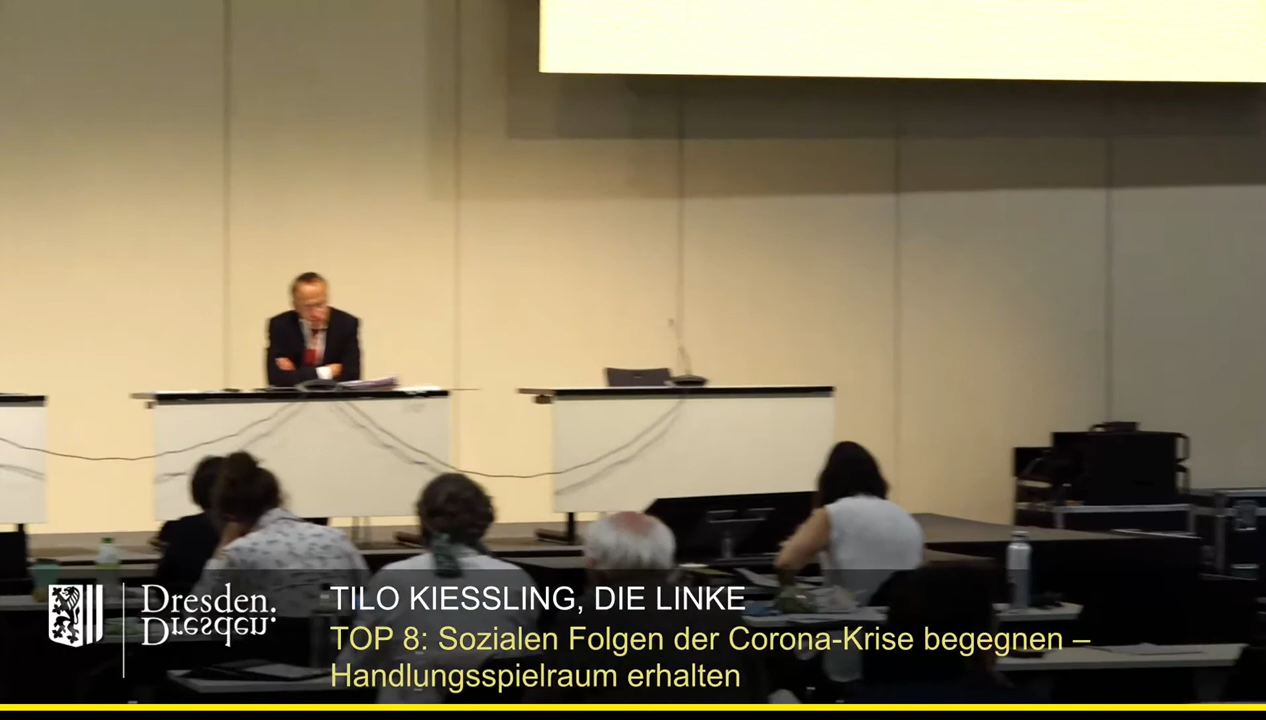 Dresden.
Dresden.
TILO KIESSLING, DIE LINKE
TOP 8: Sozialen Folgen der Corona-Krise begegnen –
Handlungsspielraum erhalten